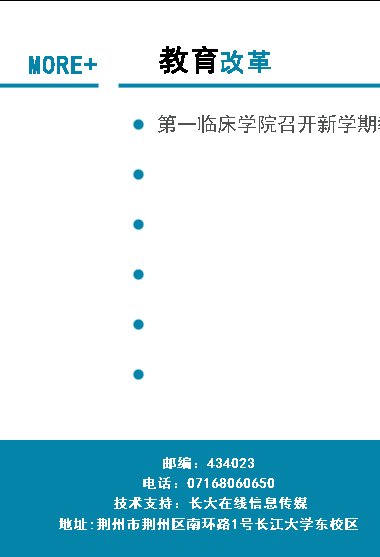 MORE+
教育改革
第一临床学院召开新学期
邮编：434023
电话：07168060650
技术支持：长大在线信息传媒
地址:荆州市荆州区南环路1号长江大学东校区